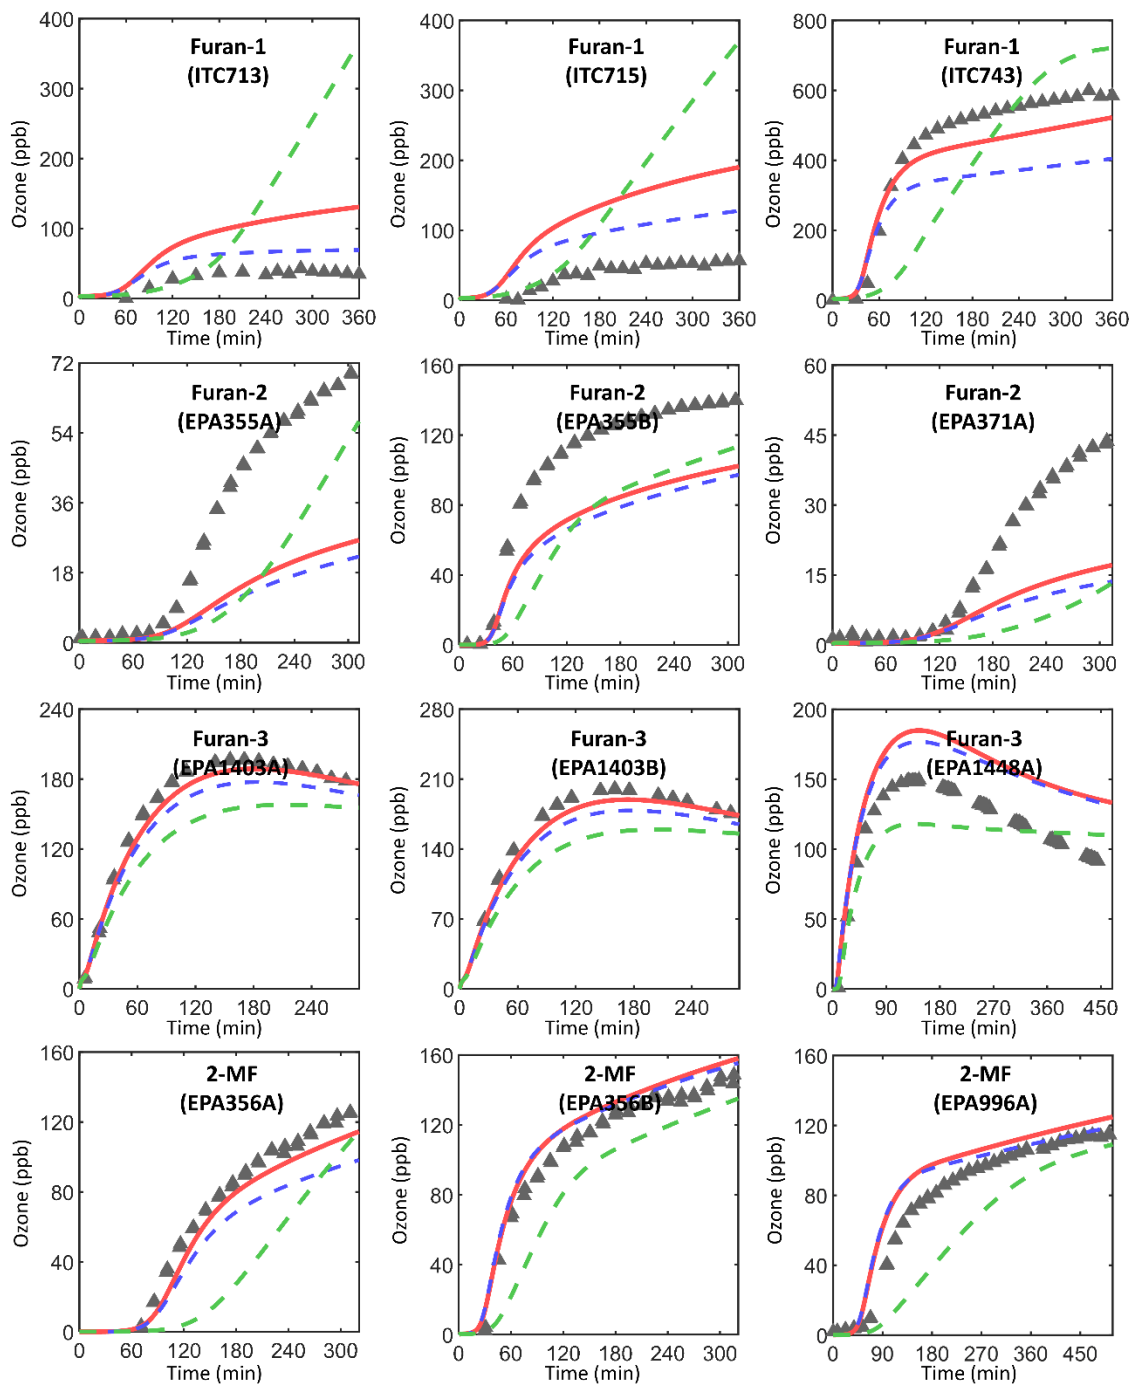 400
300
200
100
0
Ozone (ppb)
Furan-1
(ITC713)
0 60 120 180 240 300 360
Time (min)
400
300
200
100
0
Ozone (ppb)
Furan-1
(ITC715)
0 60 120 180 240 300 360
Time (min)
800
600
400
200
0
Ozone (ppb)
Furan-1
(ITC743)
0 60 120 180 240 300 360
Time (min)
72
54
36
18
0
Ozone (ppb)
Furan-2
(EPA355A)
0 60 120 180 240 300
Time (min)
160
120
80
40
0
Ozone (ppb)
Furan-2
(EPA355B)
0 60 120 180 240 300
Time (min)
60
45
30
15
0
Ozone (ppb)
Furan-2
(EPA371A)
0 60 120 180 240 300
Time (min)
240
180
120
60
0
Ozone (ppb)
Furan-3
(EPA1403A)
0 60 120 180 240
Time (min)
280
210
140
70
0
Ozone (ppb)
Furan-3
(EPA1403B)
0 60 120 180 240
Time (min)
200
150
100
50
0
Ozone (ppb)
Furan-3
(EPA1448A)
0 90 180 270 360 450
Time (min)
160
120
80
40
0
Ozone (ppb)
2-MF
(EPA356A)
0 60 120 180 240 300
Time (min)
160
120
80
40
0
Ozone (ppb)
2-MF
(EPA356B)
0 60 120 180 240 300
Time (min)
160
120
80
40
0
Ozone (ppb)
2-MF
(EPA996A)
0 90 180 270 360 450
Time (min)